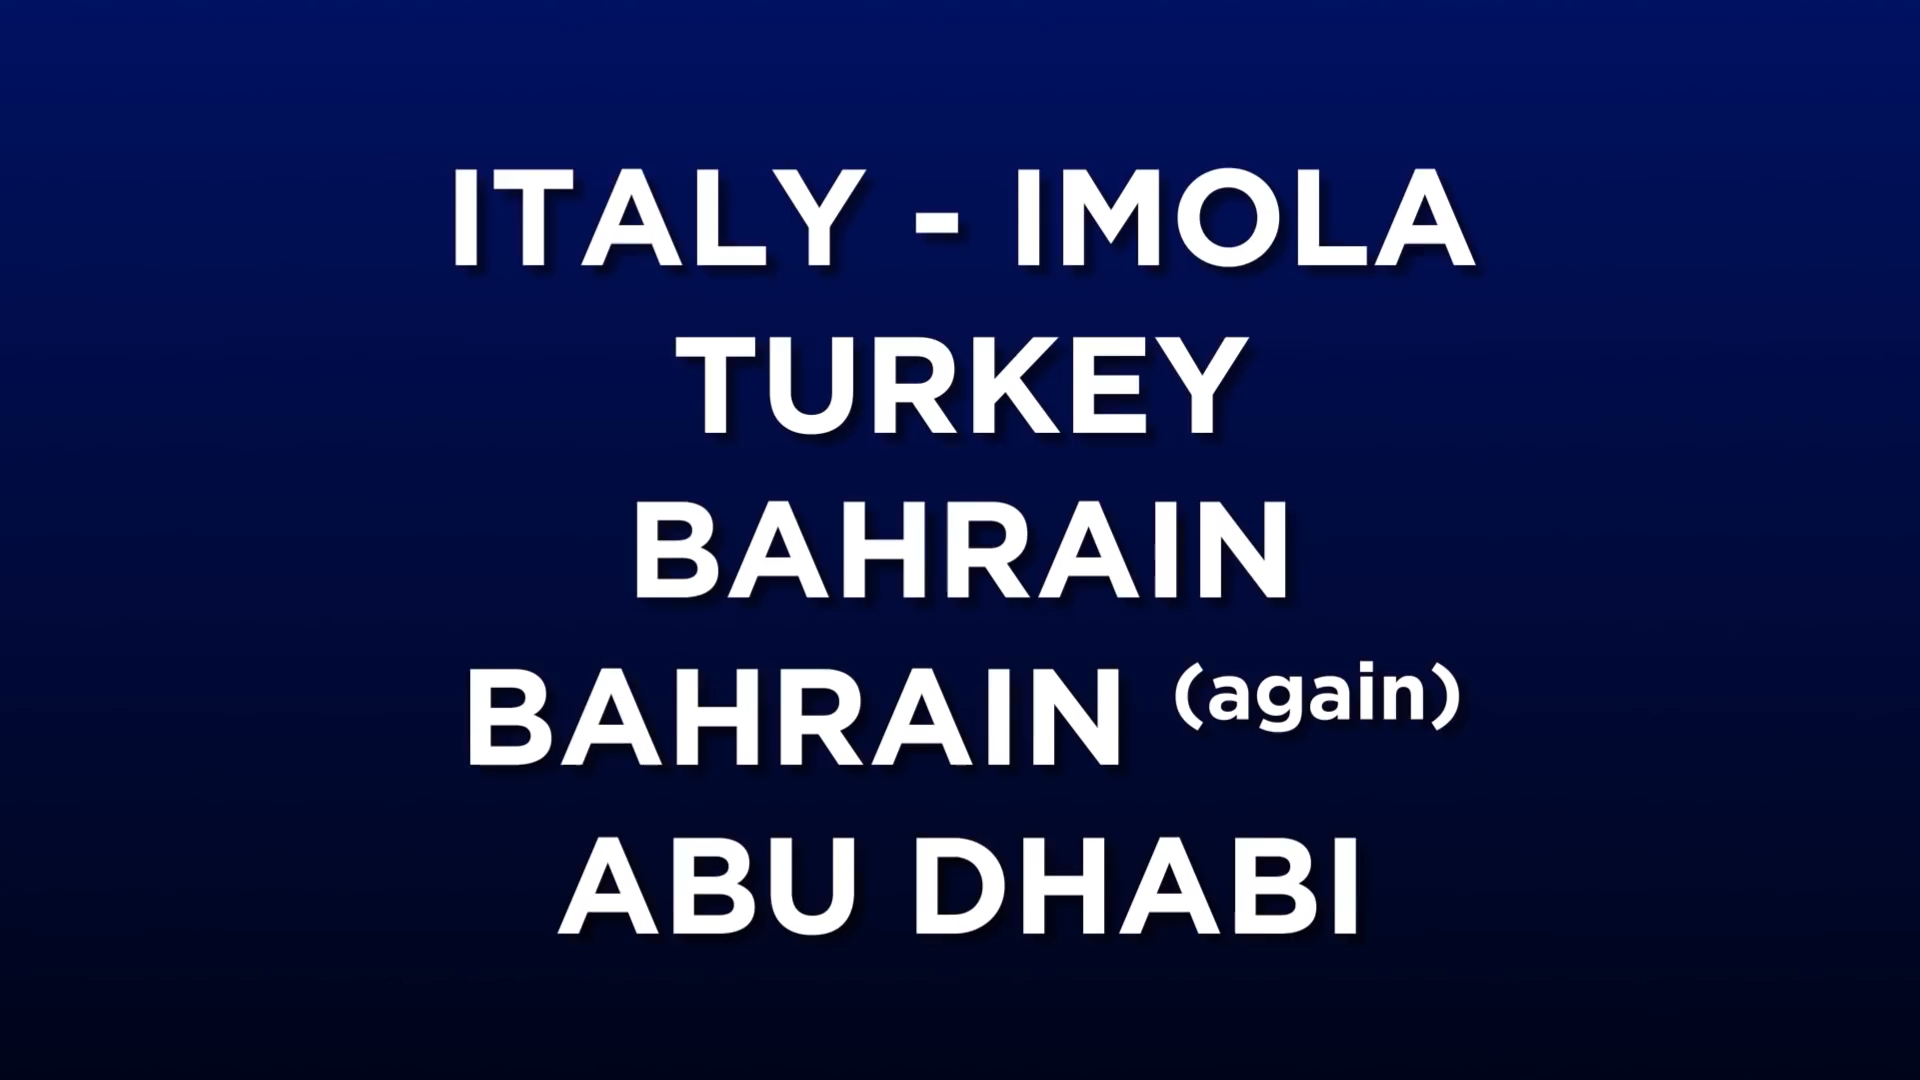 ITALY - IMOLA
TURKEY
BAHRAIN
BAHRAIN (again)
ABU DHABI